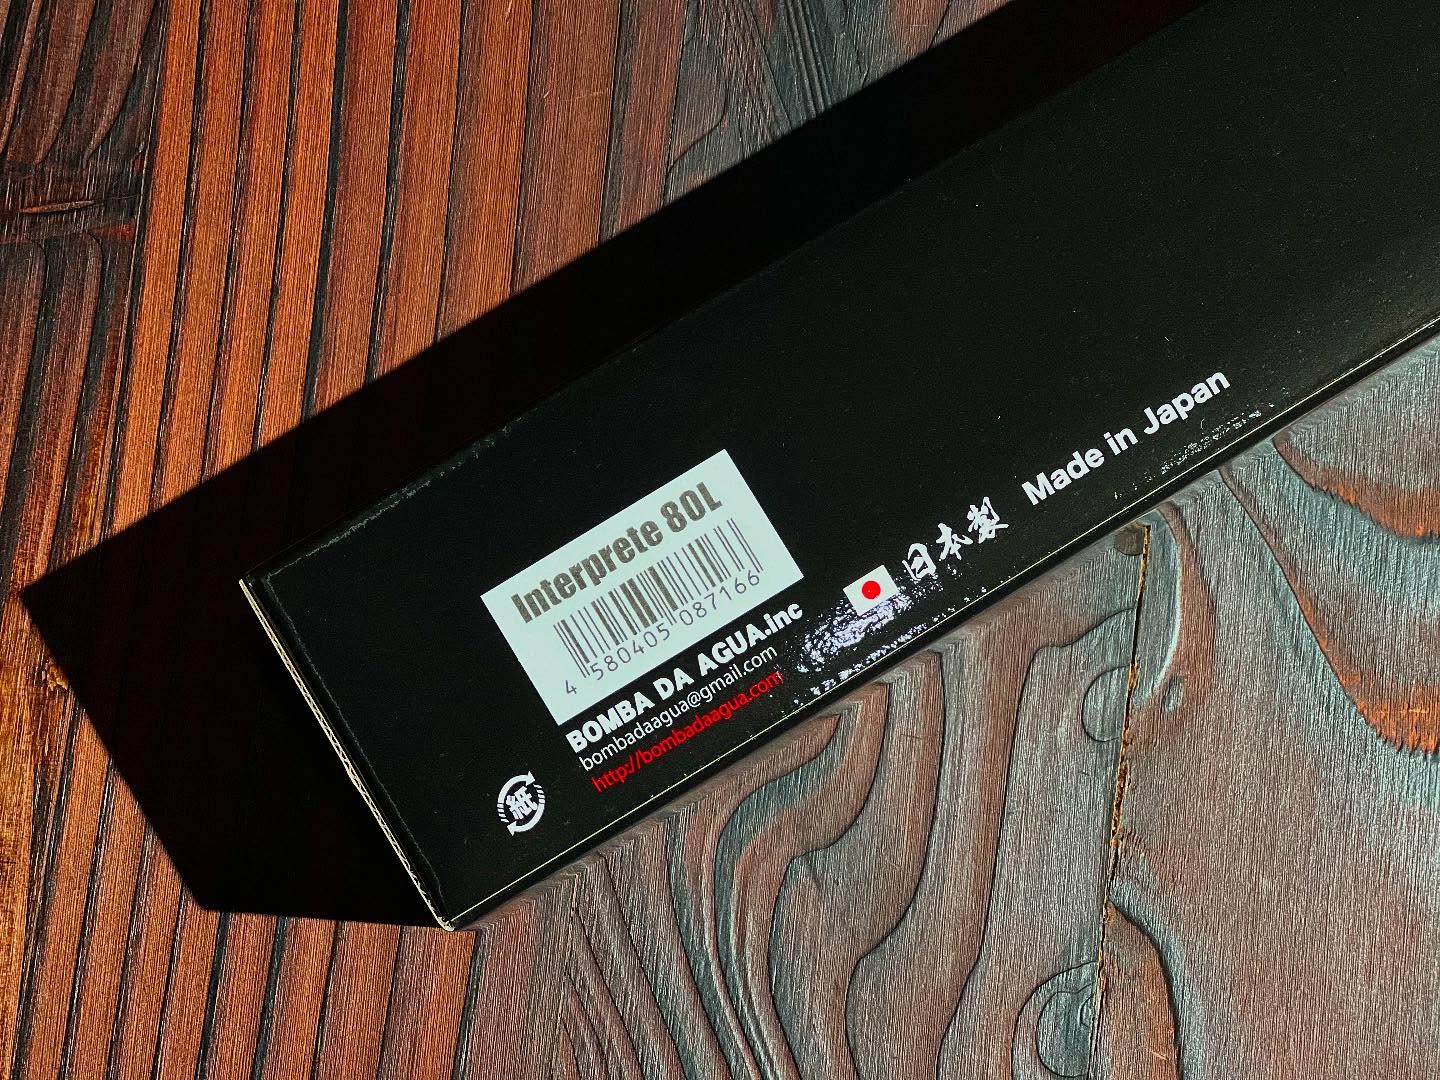 Interprete 80L
4 580405 087166
BOMBA DA AGUA.inc
bombadaagua@gmail.com
http://bombadaagua.com
紙
日本製 Made in Japan